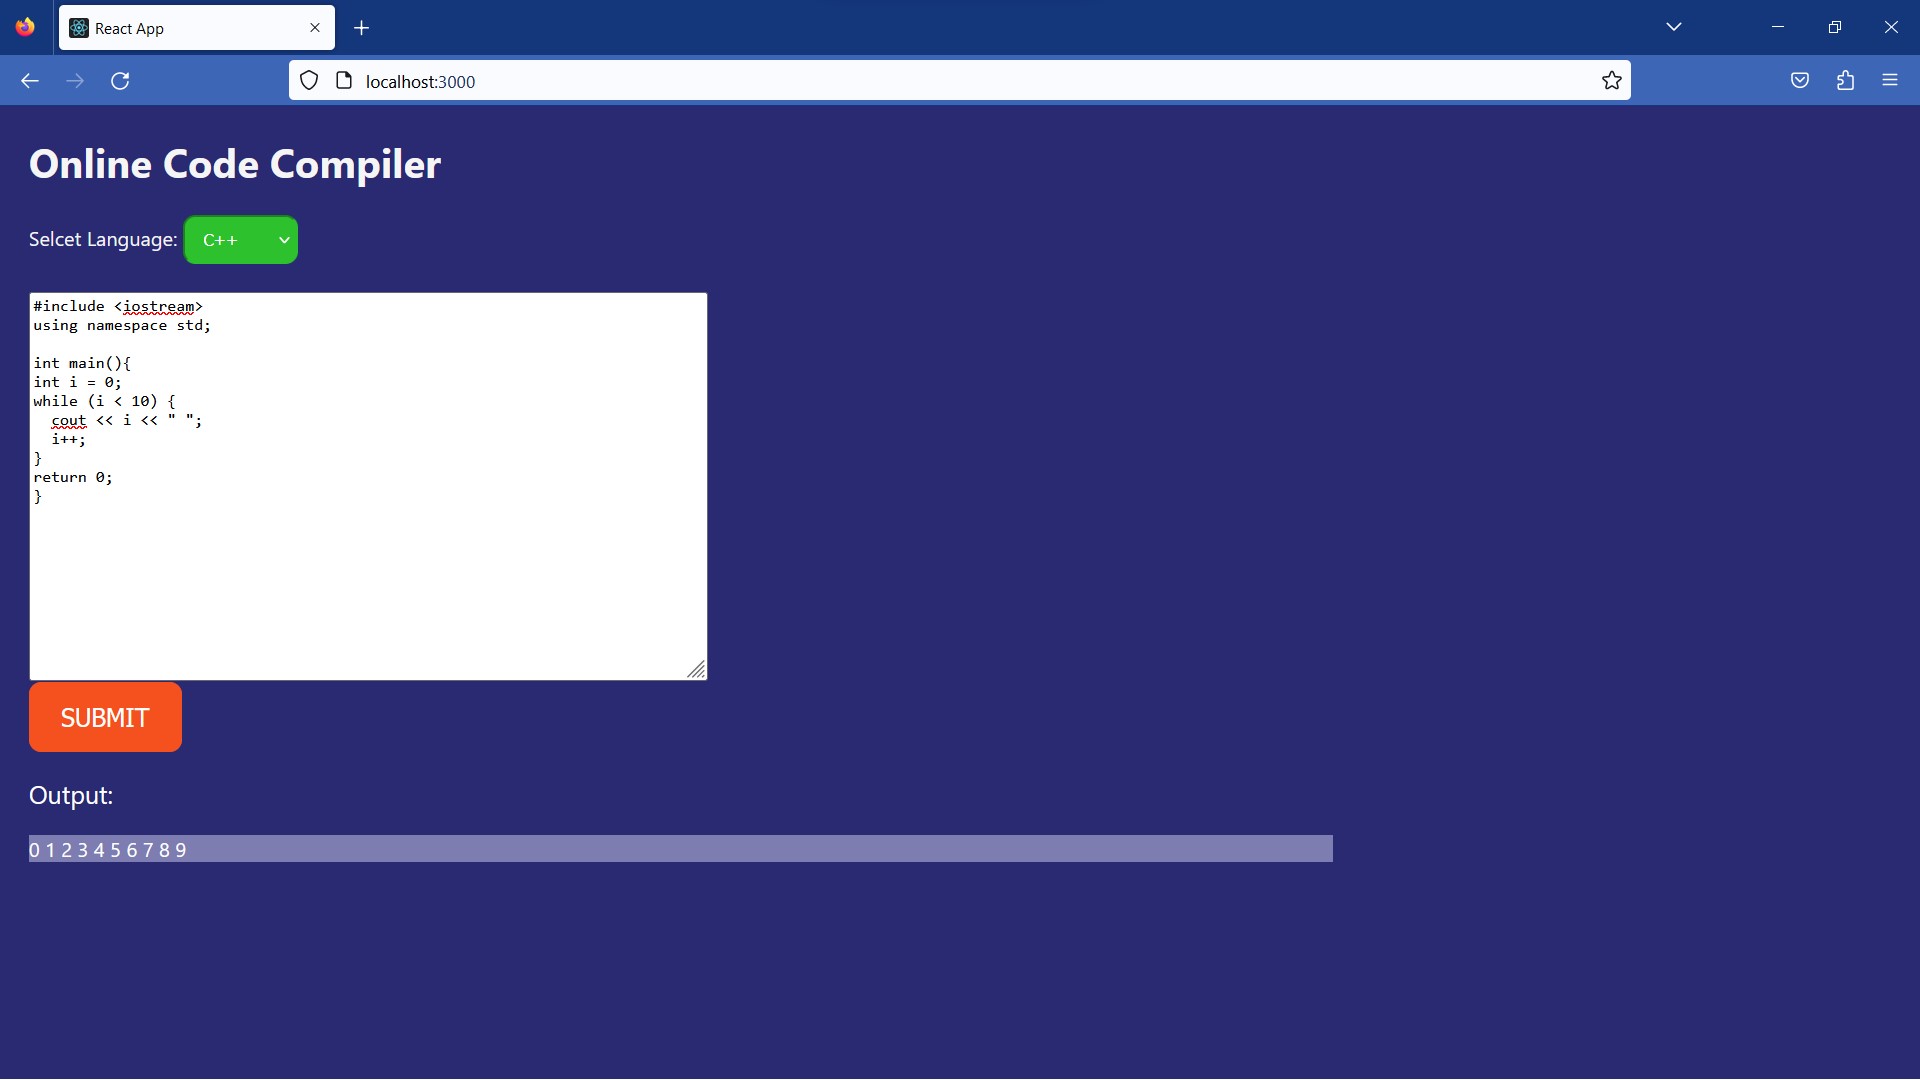 React App
localhost:3000
Online Code Compiler
Selcet Language: C++
#include <iostream>
using namespace std;
int main(){
int i = 0;
while (i < 10) {
  cout << i << " ";
  i++;
}
return 0;
}
SUBMIT
Output:
0 1 2 3 4 5 6 7 8 9